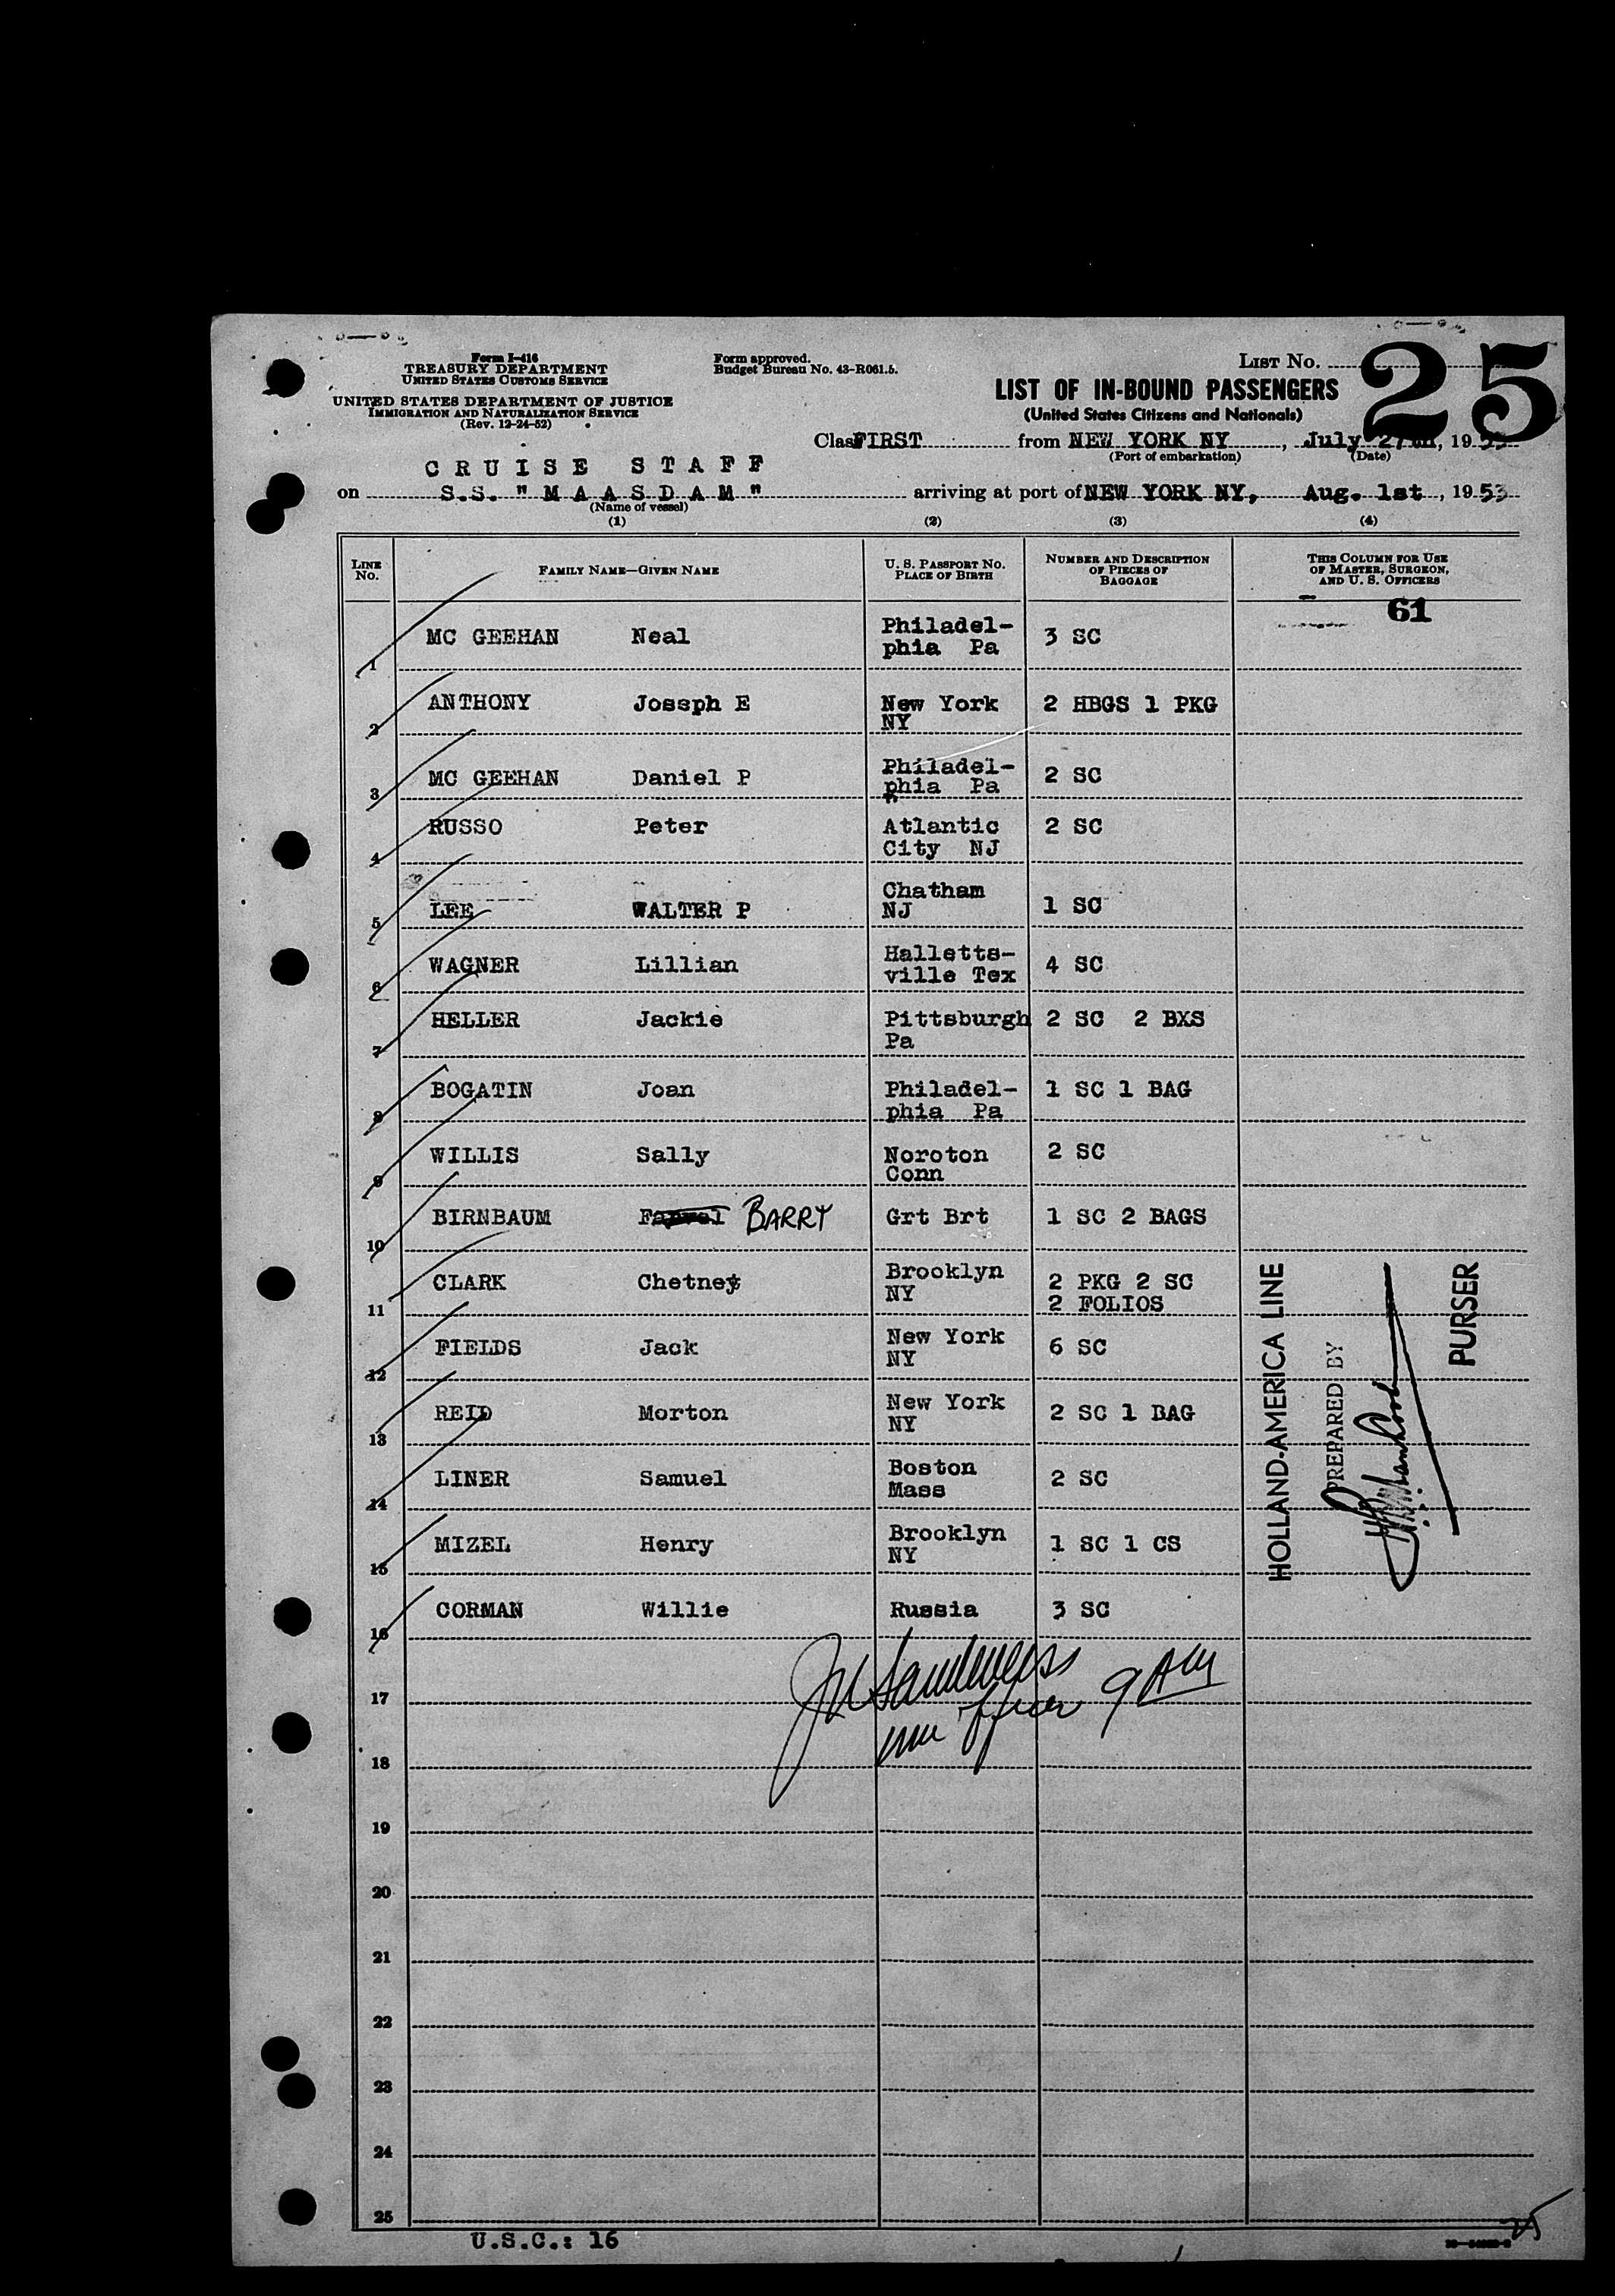 Form I-416
TREASURY DEPARTMENT
UNITED STATES CUSTOMS SERVICE
UNITED STATES DEPARTMENT OF JUSTICE
IMMIGRATION AND NATURALIZATION SERVICE
(Rev. 12-24-52)
Form approved.
Budget Bureau No. 43-R061.5.
LIST No. 25
LIST OF IN-BOUND PASSENGERS
(United States Citizens and Nationals)
Class FIRST from NEW YORK NY, July 27th, 1953
(Port of embarkation) (Date)
CRUISE STAFF
on S.S. "MAASDAM" arriving at port of NEW YORK NY, Aug. 1st, 1953
(Name of vessel)
(1) (2) (3) (4)
LINE NO. FAMILY NAME—GIVEN NAME U. S. PASSPORT NO. PLACE OF BIRTH NUMBER AND DESCRIPTION OF PIECES OF BAGGAGE THIS COLUMN FOR USE OF MASTER, SURGEON, AND U. S. OFFICERS
61
1 MC GEEHAN Neal Philadel-phia Pa 3 SC
2 ANTHONY Joseph E New York NY 2 HBGS 1 PKG
3 MC GEEHAN Daniel P Philadel-phia Pa 2 SC
4 RUSSO Peter Atlantic City NJ 2 SC
5 LEE WALTER P Chatham NJ 1 SC
6 WAGNER Lillian Halletts-ville Tex 4 SC
7 HELLER Jackie Pittsburgh Pa 2 SC 2 BXS
8 BOGATIN Joan Philadel-phia Pa 1 SC 1 BAG
9 WILLIS Sally Noroton Conn 2 SC
10 BIRNBAUM BARRY Grt Brt 1 SC 2 BAGS
11 CLARK Chetney Brooklyn NY 2 PKG 2 SC 2 FOLIOS
12 FIELDS Jack New York NY 6 SC
13 REID Morton New York NY 2 SC 1 BAG
14 LINER Samuel Boston Mass 2 SC
15 MIZEL Henry Brooklyn NY 1 SC 1 CS
16 CORMAN Willie Russia 3 SC
HOLLAND-AMERICA LINE
PREPARED BY
PURSER
17
officer 9 AM
18
19
20
21
22
23
24
25
U.S.C.: 16
25